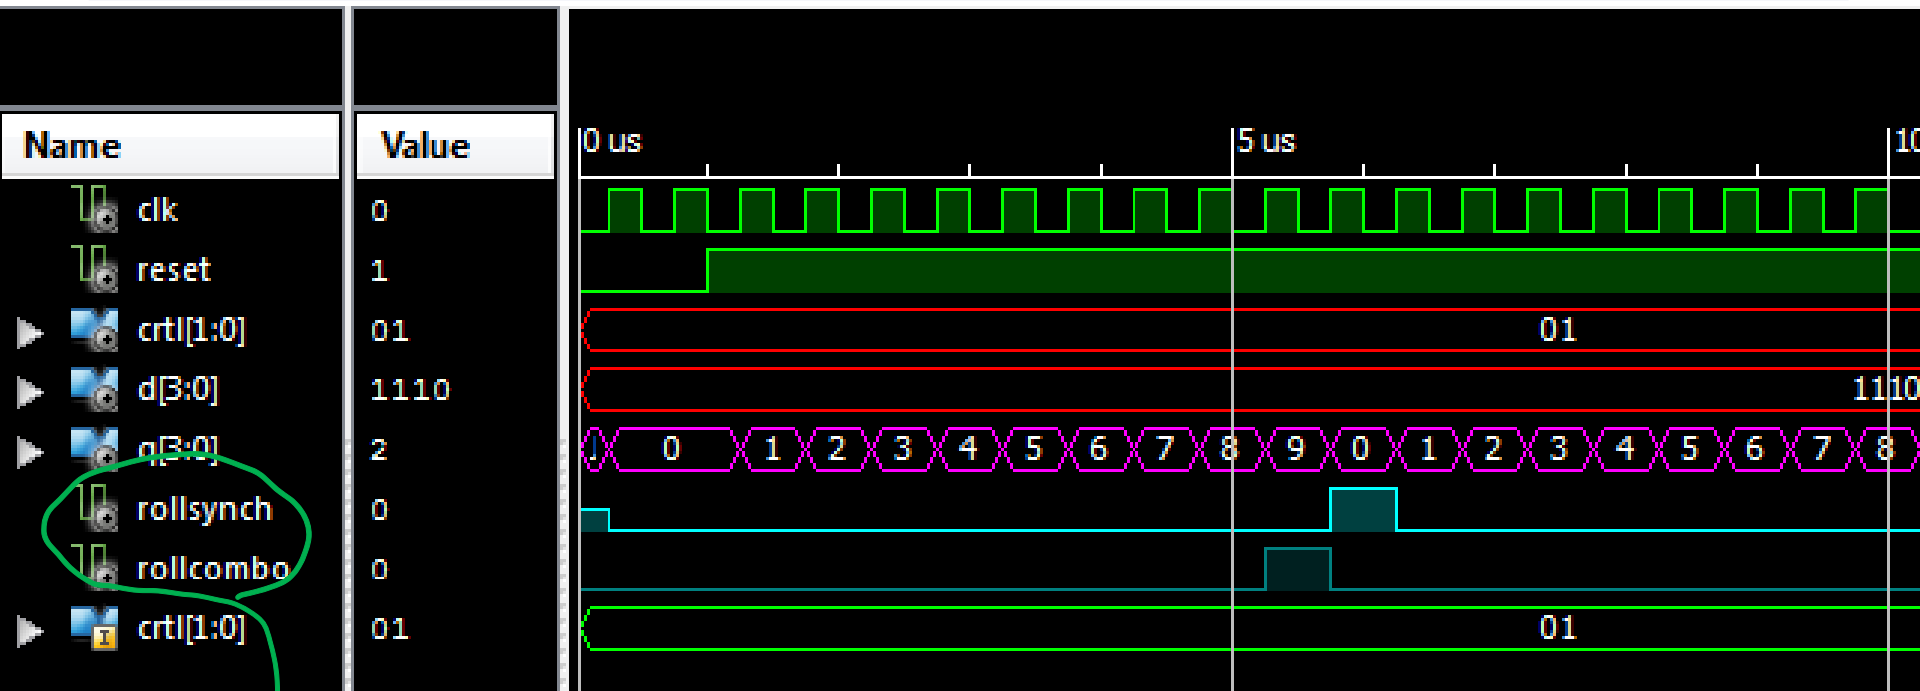 0 us 5 us 10
Name Value
clk 0
reset 1
crtl[1:0] 01 01
d[3:0] 1110 1110
q[3:0] 2 0 1 2 3 4 5 6 7 8 9 0 1 2 3 4 5 6 7 8
rollsynch 0
rollcombo 0
crtl[1:0] 01 01